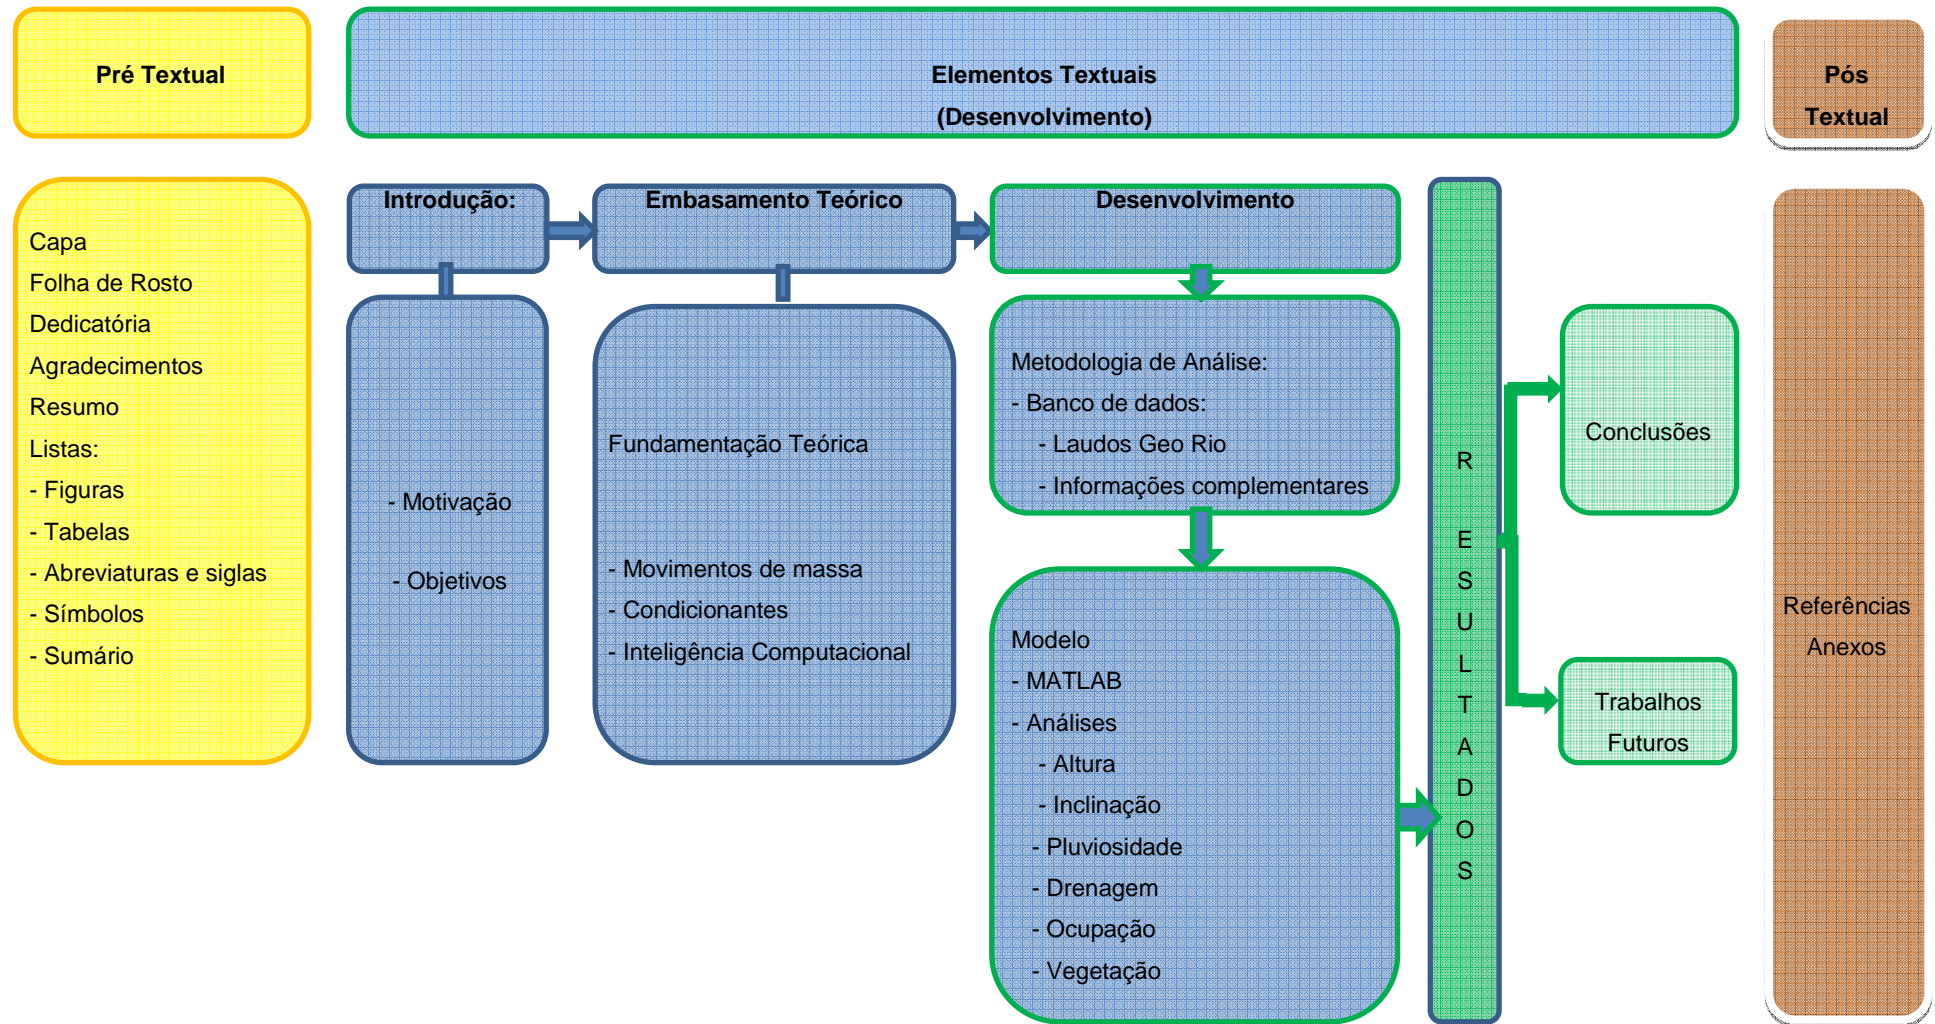 Pré Textual
Elementos Textuais
(Desenvolvimento)
Pós
Textual
Capa
Folha de Rosto
Dedicatória
Agradecimentos
Resumo
Listas:
- Figuras
- Tabelas
- Abreviaturas e siglas
- Símbolos
- Sumário
Introdução:
- Motivação
- Objetivos
Embasamento Teórico
Fundamentação Teórica
- Movimentos de massa
- Condicionantes
- Inteligência Computacional
Desenvolvimento
Metodologia de Análise:
- Banco de dados:
- Laudos Geo Rio
- Informações complementares
Modelo
- MATLAB
- Análises
- Altura
- Inclinação
- Pluviosidade
- Drenagem
- Ocupação
- Vegetação
R
E
S
U
L
T
A
D
O
S
Conclusões
Trabalhos
Futuros
Referências
Anexos